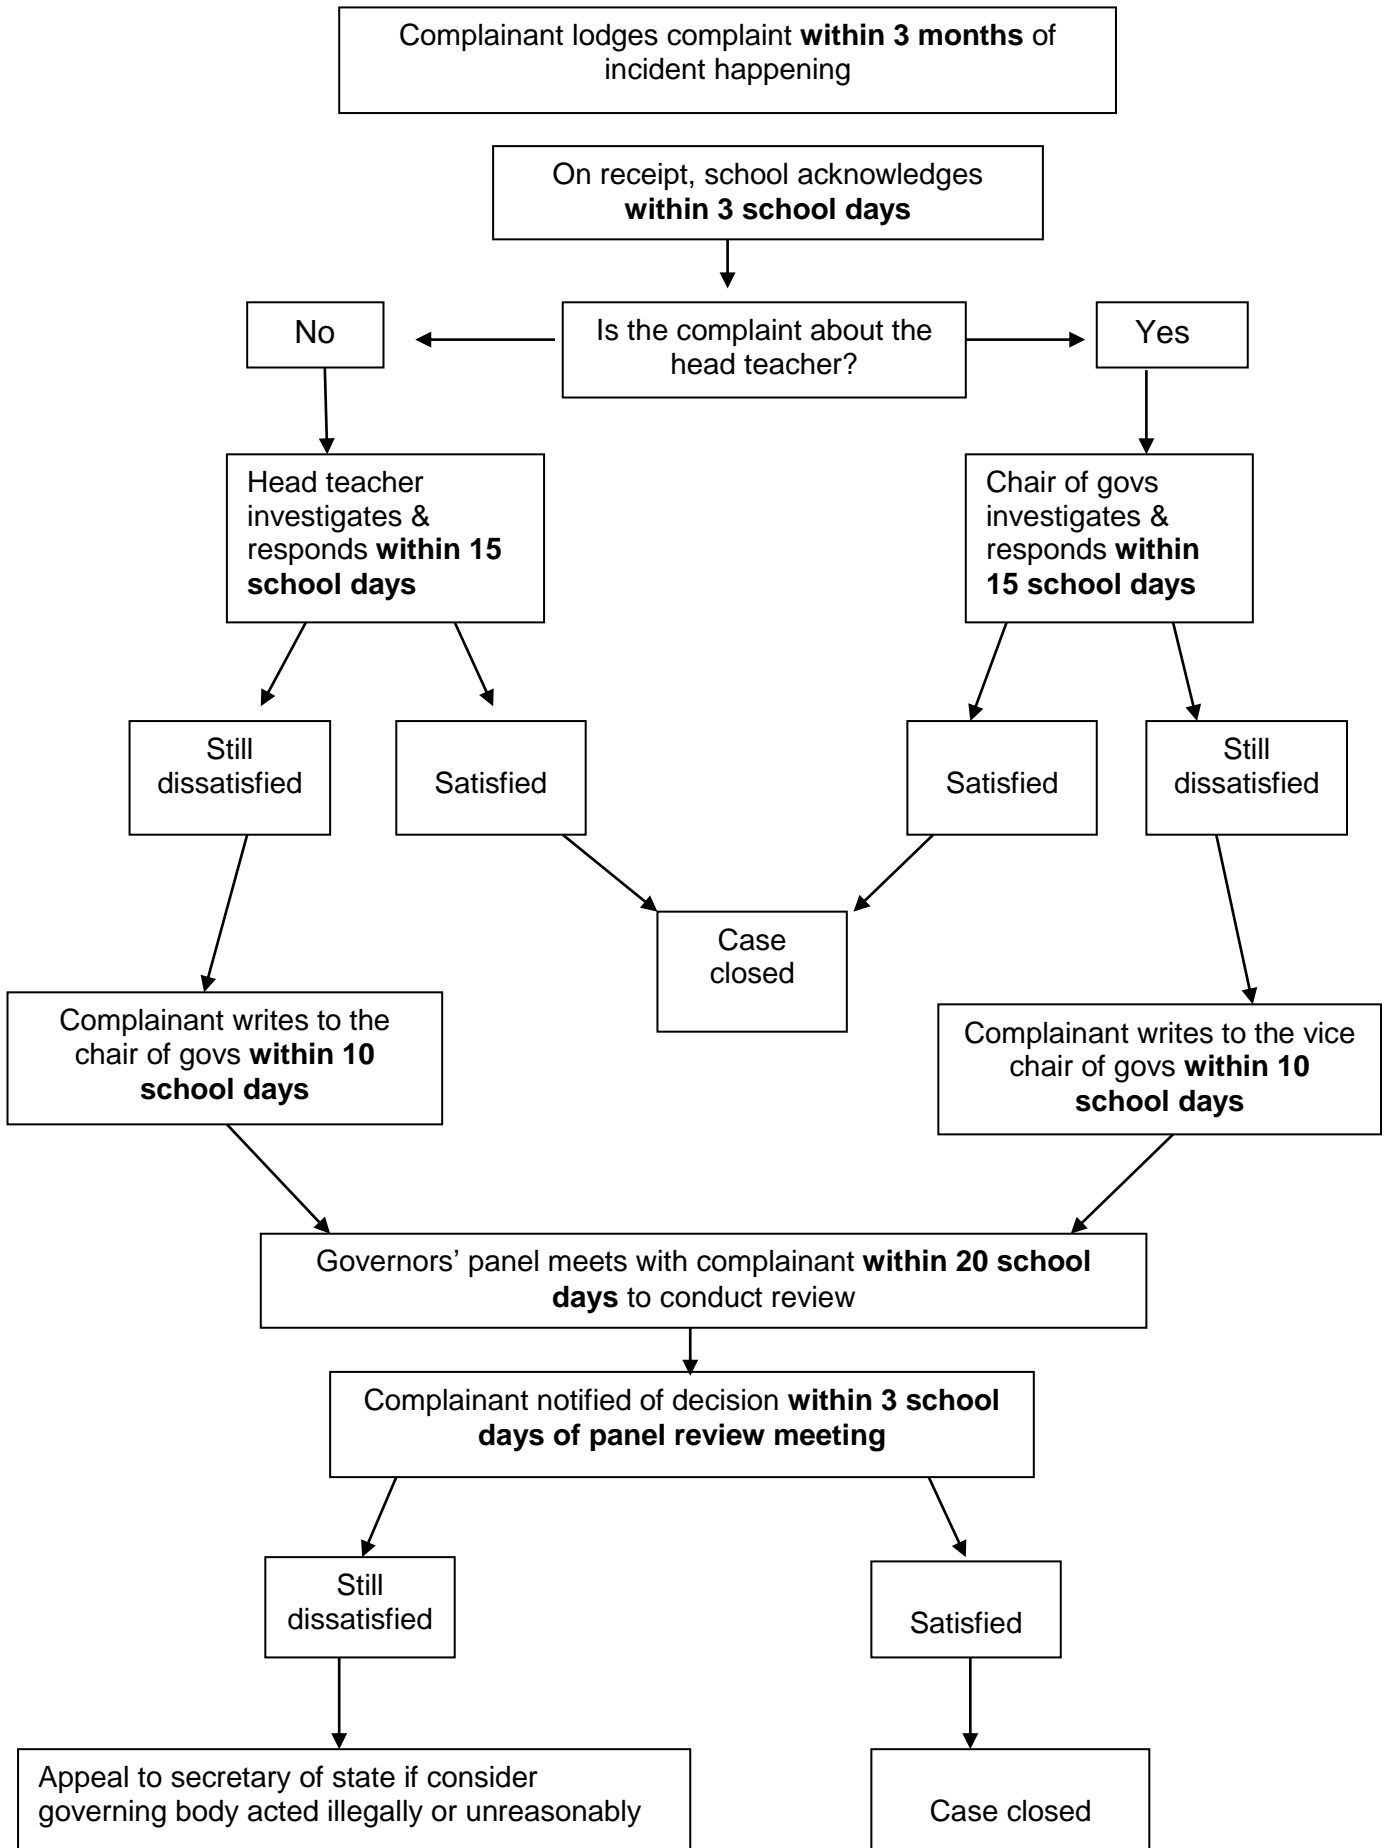 Complainant lodges complaint within 3 months of
incident happening
On receipt, school acknowledges
within 3 school days
No
Is the complaint about the
head teacher?
Yes
Head teacher
investigates &
responds within 15
school days
Chair of govs
investigates &
responds within
15 school days
Still
dissatisfied
Satisfied
Satisfied
Still
dissatisfied
Case
closed
Complainant writes to the
chair of govs within 10
school days
Complainant writes to the vice
chair of govs within 10
school days
Governors’ panel meets with complainant within 20 school
days to conduct review
Complainant notified of decision within 3 school
days of panel review meeting
Still
dissatisfied
Satisfied
Appeal to secretary of state if consider
governing body acted illegally or unreasonably
Case closed